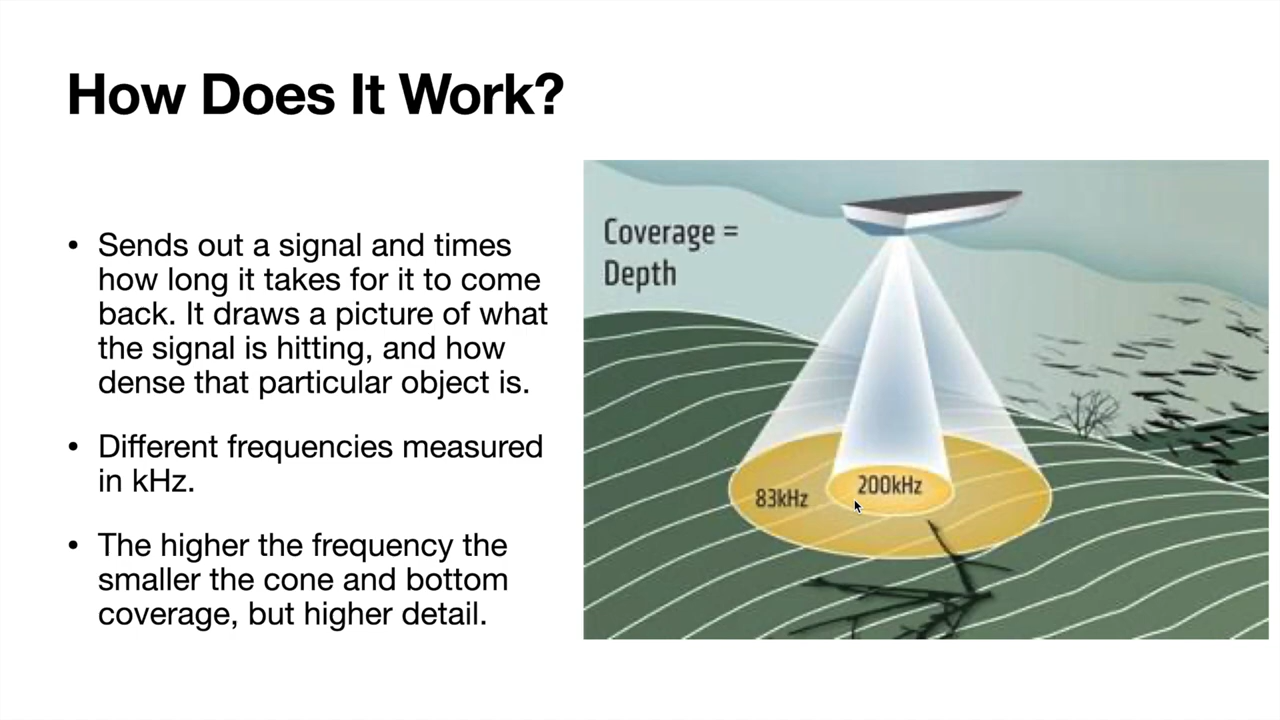 How Does It Work?
• Sends out a signal and times
how long it takes for it to come
back. It draws a picture of what
the signal is hitting, and how
dense that particular object is.
• Different frequencies measured
in kHz.
• The higher the frequency the
smaller the cone and bottom
coverage, but higher detail.
Coverage =
Depth
83kHz
200kHz